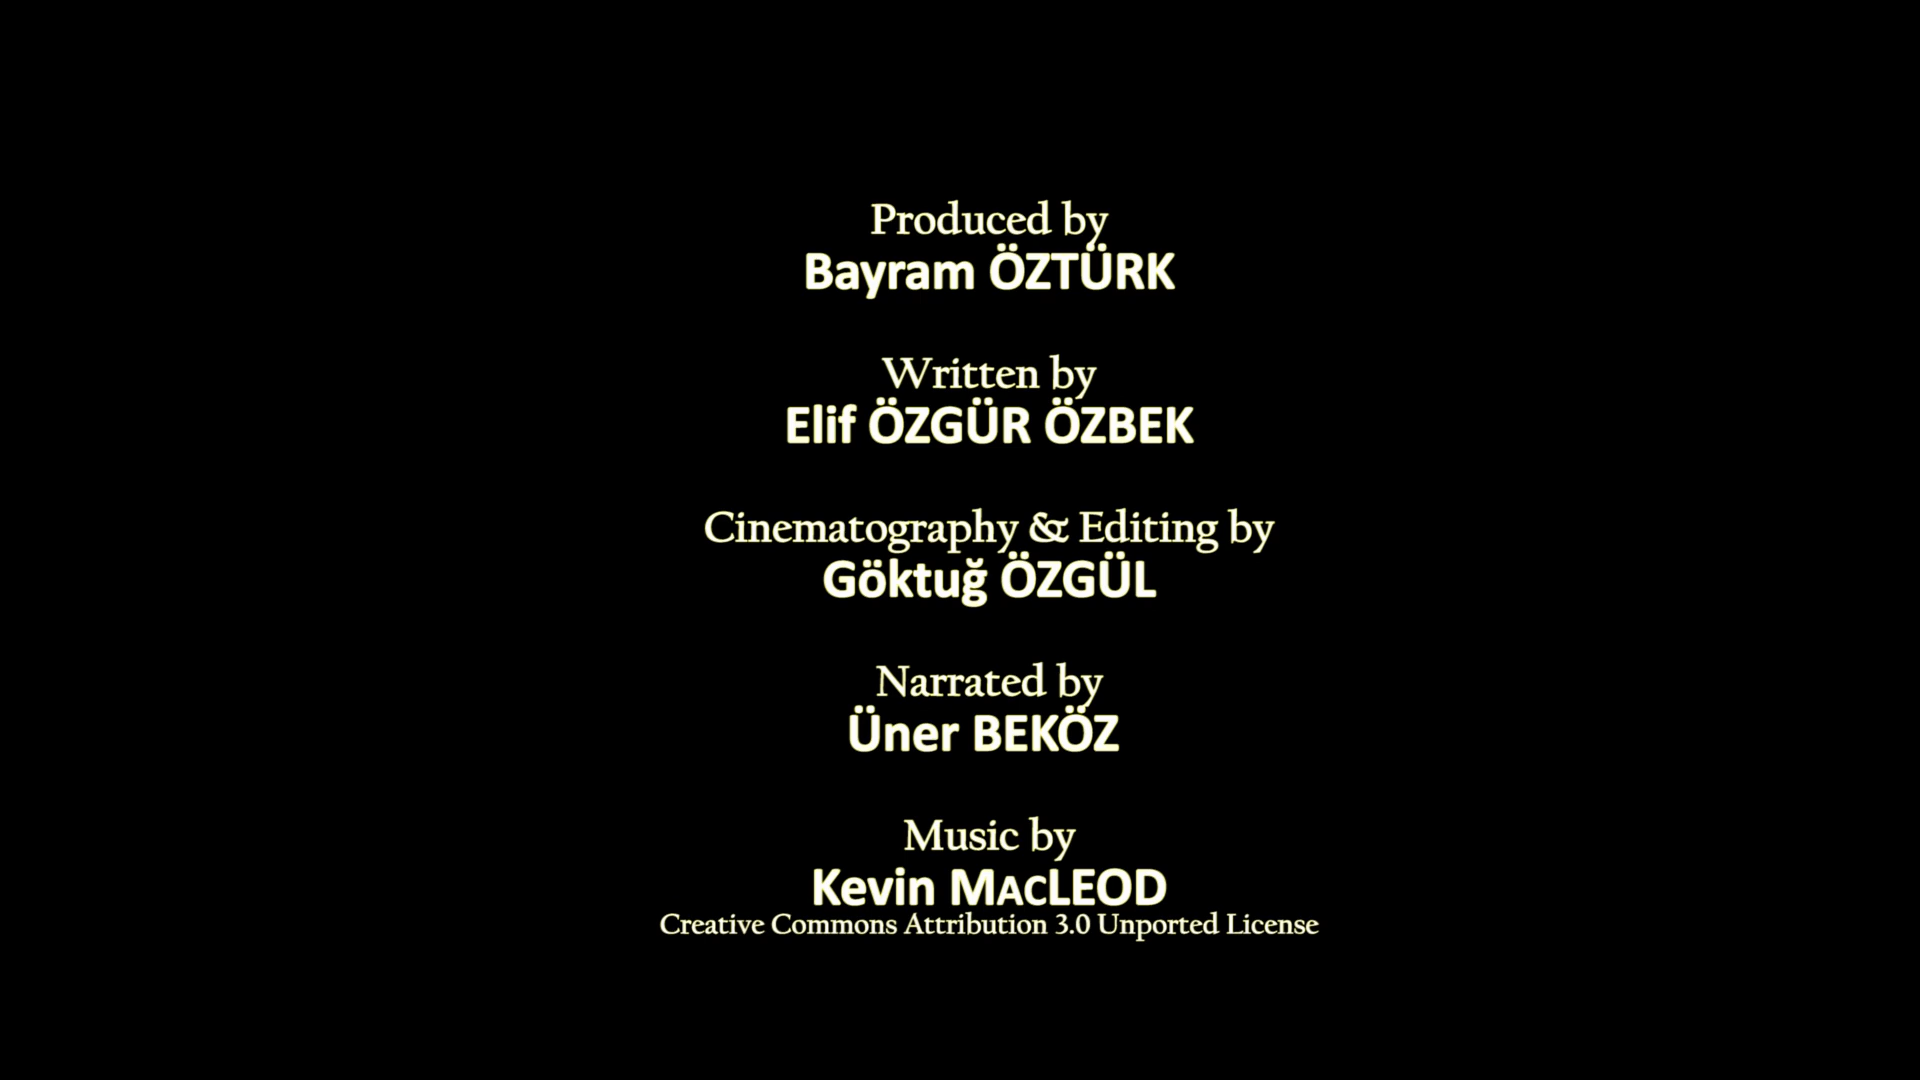 Produced by
Bayram ÖZTÜRK
Written by
Elif ÖZGÜR ÖZBEK
Cinematography & Editing by
Göktuğ ÖZGÜL
Narrated by
Üner BEKÖZ
Music by
Kevin MACLEOD
Creative Commons Attribution 3.0 Unported License